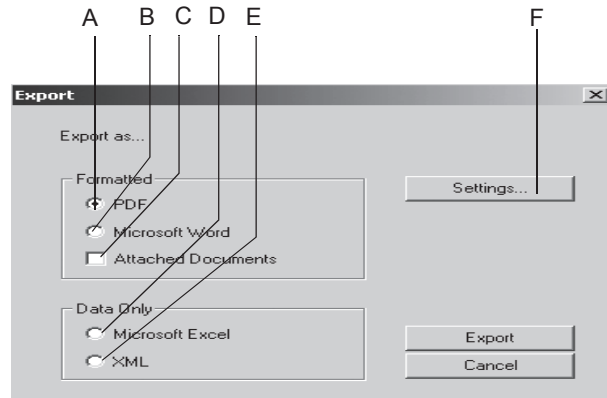 A B C D E F
Export
Export as...
Formatted
Settings...
PDF
Microsoft Word
Attached Documents
Data Only
Microsoft Excel
Export
XML
Cancel